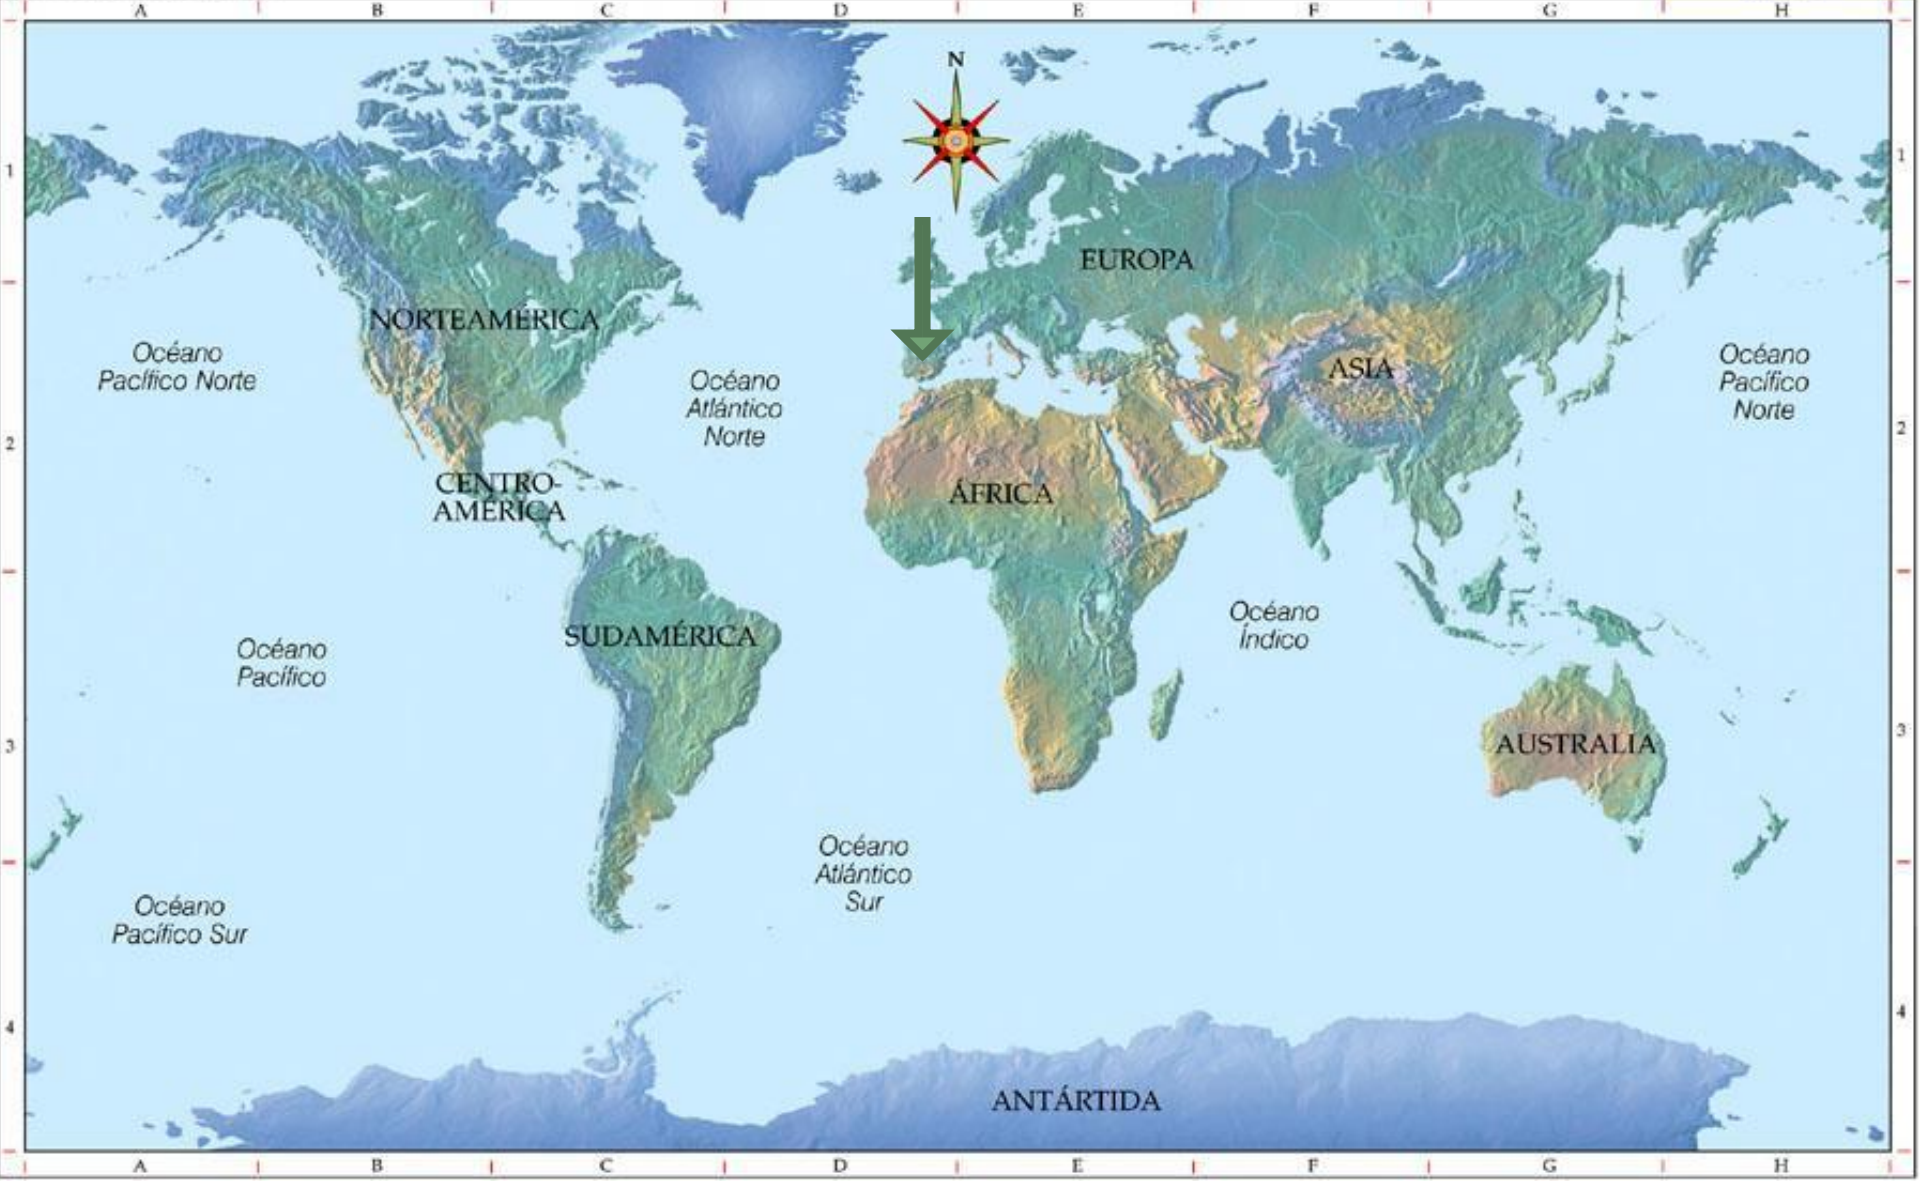 A B C D E F G H
N
1 1
EUROPA
NORTEAMÉRICA
Océano
Pacífico Norte
Océano
Atlántico
Norte
ASIA
Océano
Pacífico
Norte
2 2
CENTRO-
AMÉRICA
ÁFRICA
Océano
Pacífico
SUDAMÉRICA
Océano
Índico
3 3
AUSTRALIA
Océano
Atlántico
Sur
Océano
Pacífico Sur
4 4
ANTÁRTIDA
A B C D E F G H